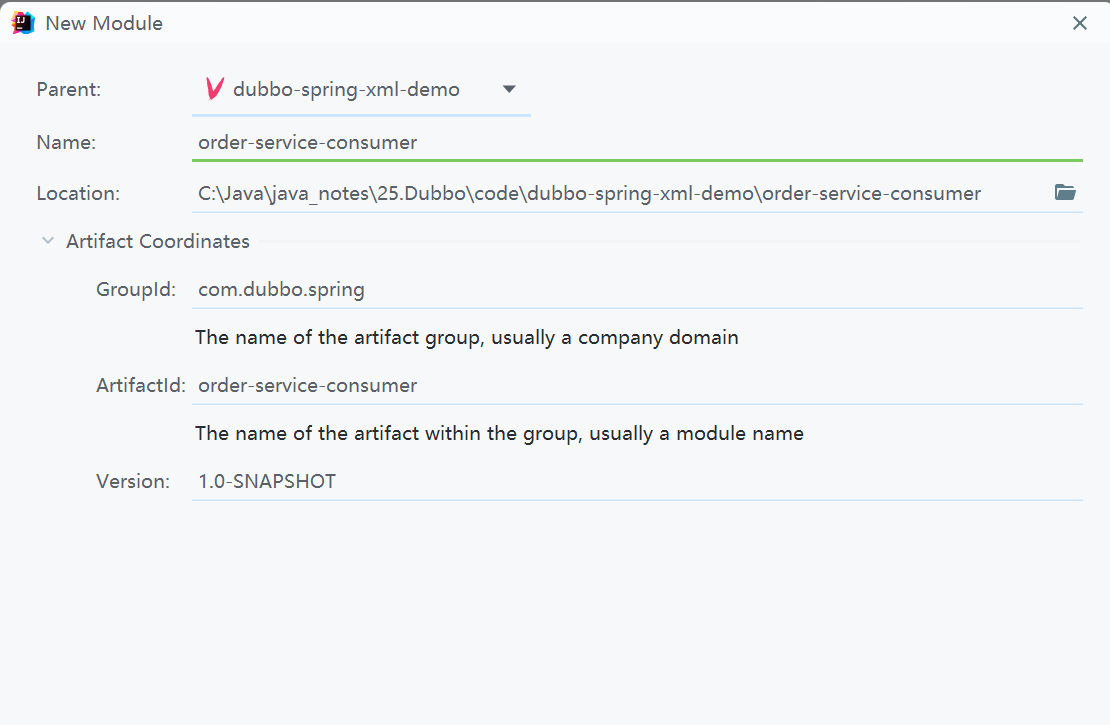 New Module
Parent: dubbo-spring-xml-demo
Name: order-service-consumer
Location: C:\Java\java_notes\25.Dubbo\code\dubbo-spring-xml-demo\order-service-consumer
Artifact Coordinates
GroupId: com.dubbo.spring
The name of the artifact group, usually a company domain
ArtifactId: order-service-consumer
The name of the artifact within the group, usually a module name
Version: 1.0-SNAPSHOT